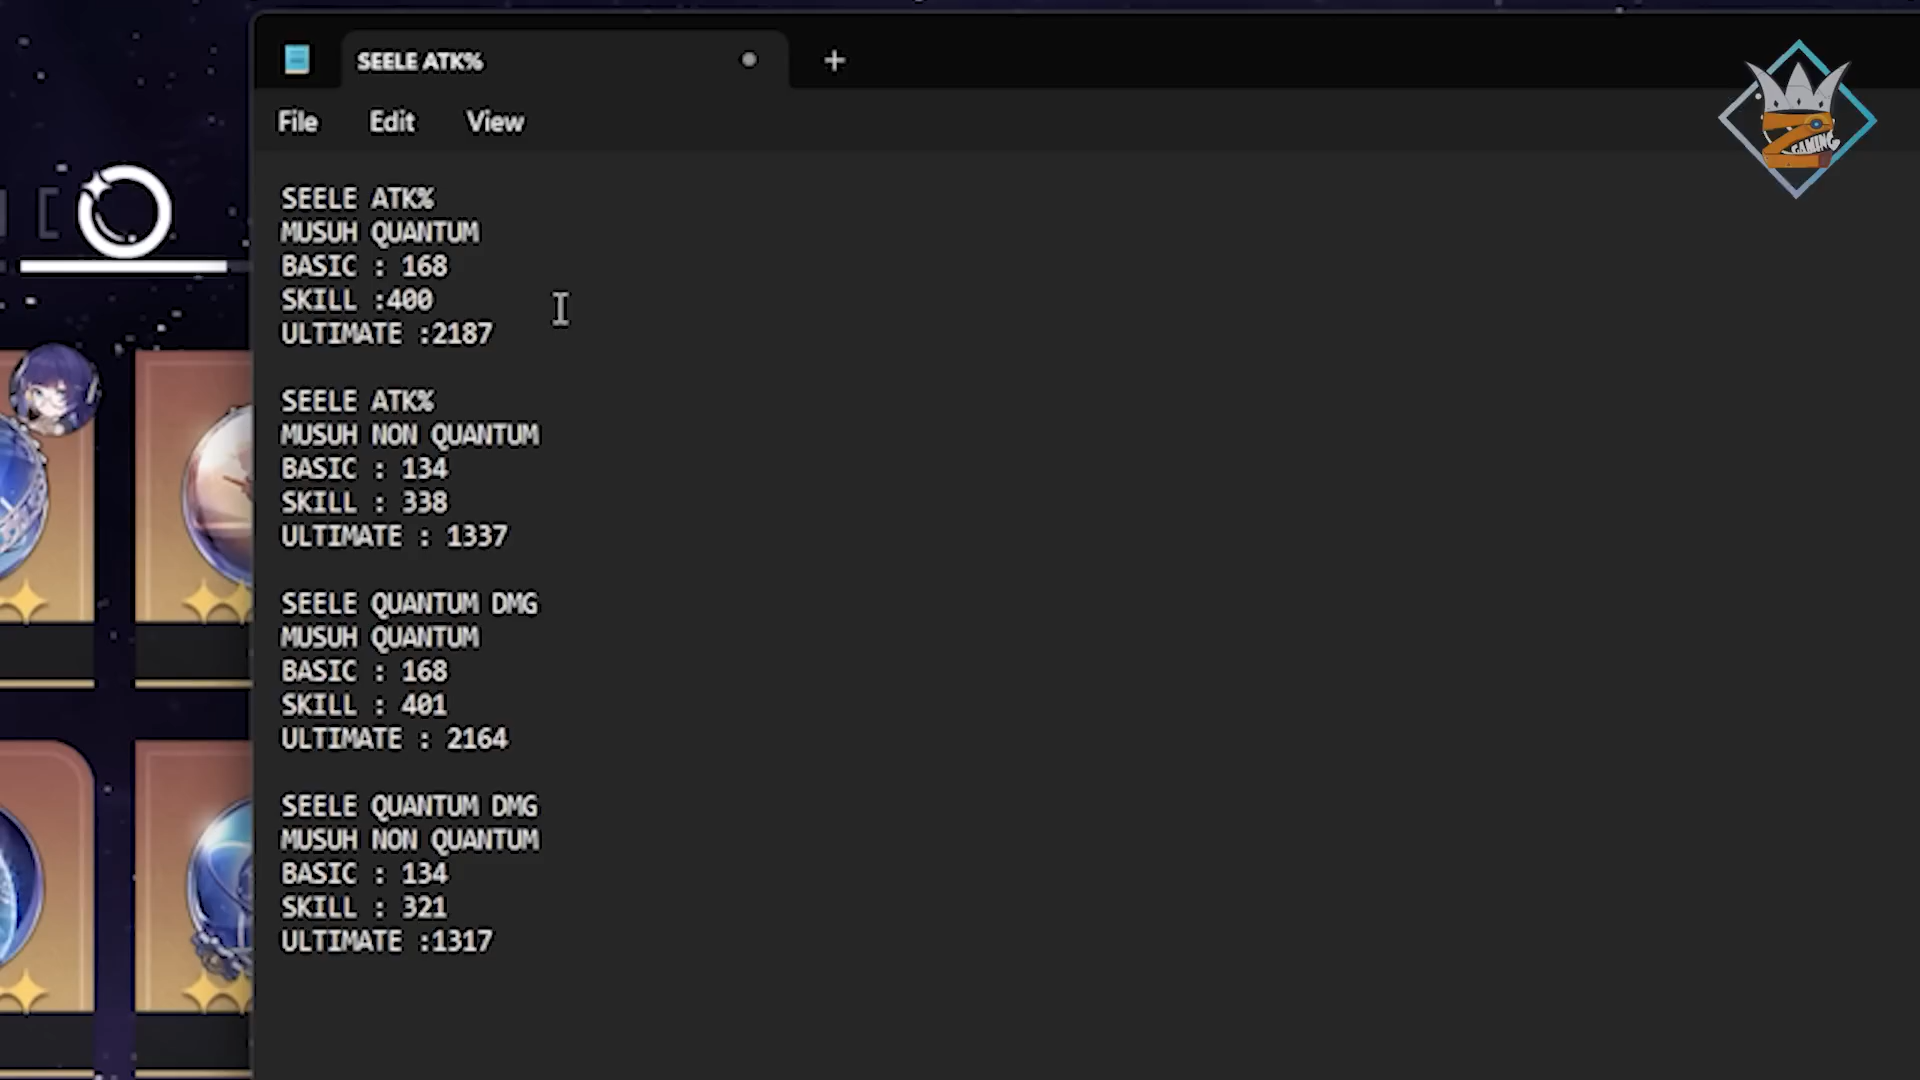 SEELE ATK%
File Edit View
SEELE ATK%
MUSUH QUANTUM
BASIC : 168
SKILL :400
ULTIMATE :2187
SEELE ATK%
MUSUH NON QUANTUM
BASIC : 134
SKILL : 338
ULTIMATE : 1337
SEELE QUANTUM DMG
MUSUH QUANTUM
BASIC : 168
SKILL : 401
ULTIMATE : 2164
SEELE QUANTUM DMG
MUSUH NON QUANTUM
BASIC : 134
SKILL : 321
ULTIMATE :1317
GAMING